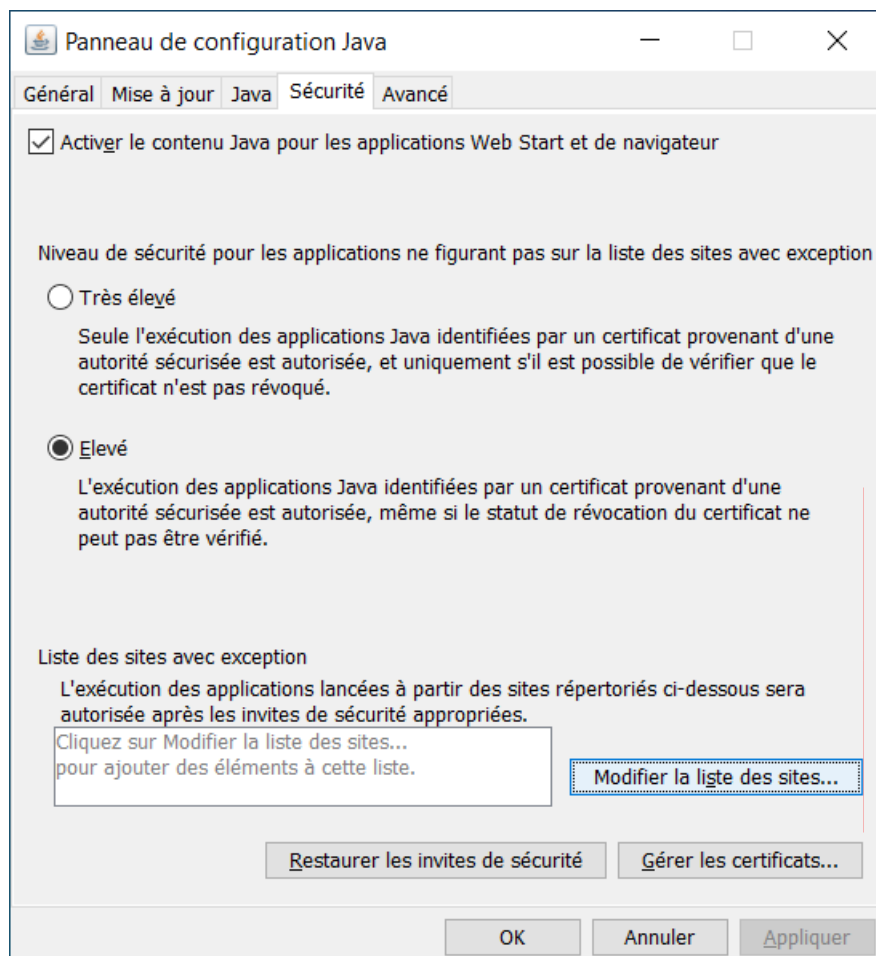 Panneau de configuration Java
Général Mise à jour Java Sécurité Avancé
Activer le contenu Java pour les applications Web Start et de navigateur
Niveau de sécurité pour les applications ne figurant pas sur la liste des sites avec exception
Très élevé
Seule l'exécution des applications Java identifiées par un certificat provenant d'une
autorité sécurisée est autorisée, et uniquement s'il est possible de vérifier que le
certificat n'est pas révoqué.
Elevé
L'exécution des applications Java identifiées par un certificat provenant d'une
autorité sécurisée est autorisée, même si le statut de révocation du certificat ne
peut pas être vérifié.
Liste des sites avec exception
L'exécution des applications lancées à partir des sites répertoriés ci-dessous sera
autorisée après les invites de sécurité appropriées.
Cliquez sur Modifier la liste des sites...
pour ajouter des éléments à cette liste.
Modifier la liste des sites...
Restaurer les invites de sécurité Gérer les certificats...
OK Annuler Appliquer